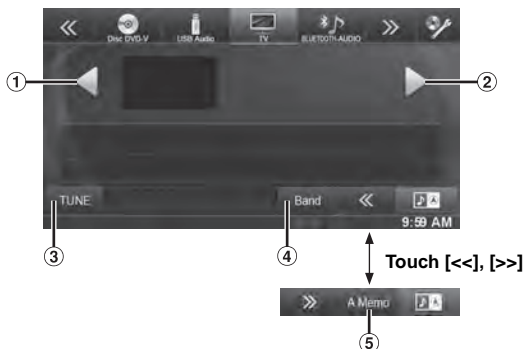 << Disc DVD-V USB Audio TV BLUETOOTH-AUDIO >>
1 2
TUNE Band <<
9:59 AM
3 4
Touch [<<], [>>]
>> A.Memo
5